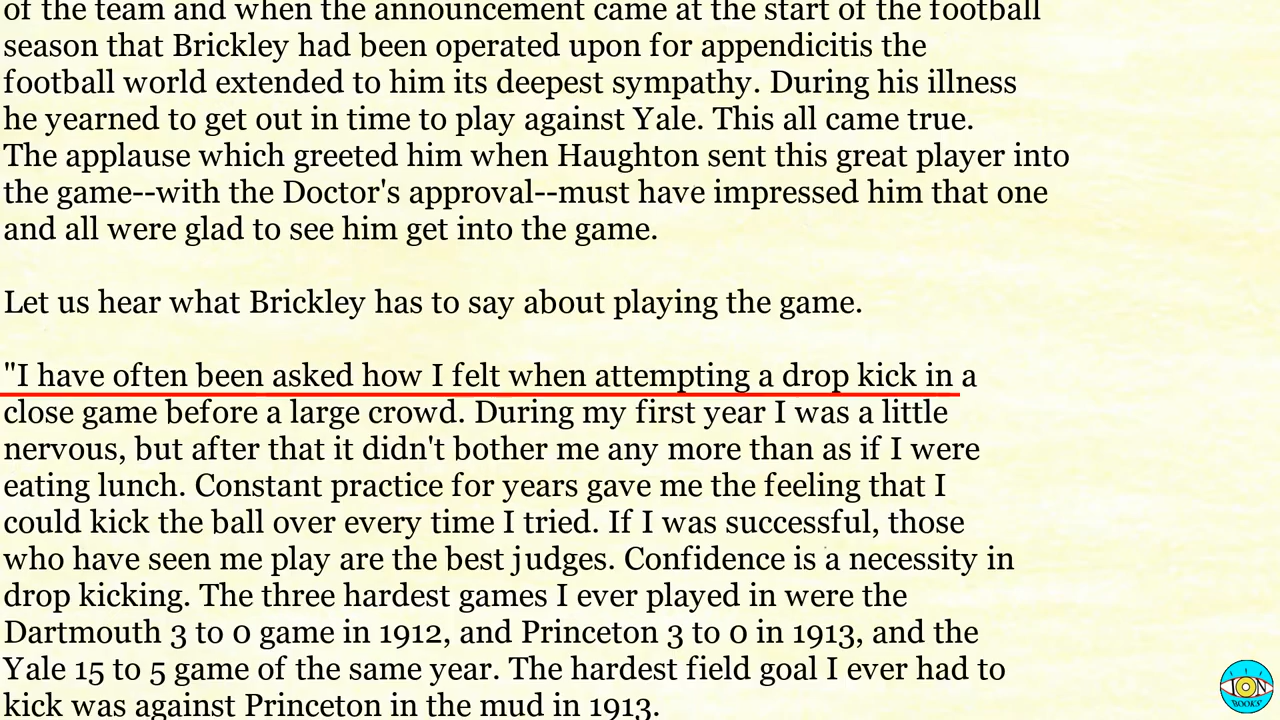 of the team and when the announcement came at the start of the football
season that Brickley had been operated upon for appendicitis the
football world extended to him its deepest sympathy. During his illness
he yearned to get out in time to play against Yale. This all came true.
The applause which greeted him when Haughton sent this great player into
the game--with the Doctor's approval--must have impressed him that one
and all were glad to see him get into the game.
Let us hear what Brickley has to say about playing the game.
"I have often been asked how I felt when attempting a drop kick in a
close game before a large crowd. During my first year I was a little
nervous, but after that it didn't bother me any more than as if I were
eating lunch. Constant practice for years gave me the feeling that I
could kick the ball over every time I tried. If I was successful, those
who have seen me play are the best judges. Confidence is a necessity in
drop kicking. The three hardest games I ever played in were the
Dartmouth 3 to 0 game in 1912, and Princeton 3 to 0 in 1913, and the
Yale 15 to 5 game of the same year. The hardest field goal I ever had to
kick was against Princeton in the mud in 1913.
ION
BOOKS